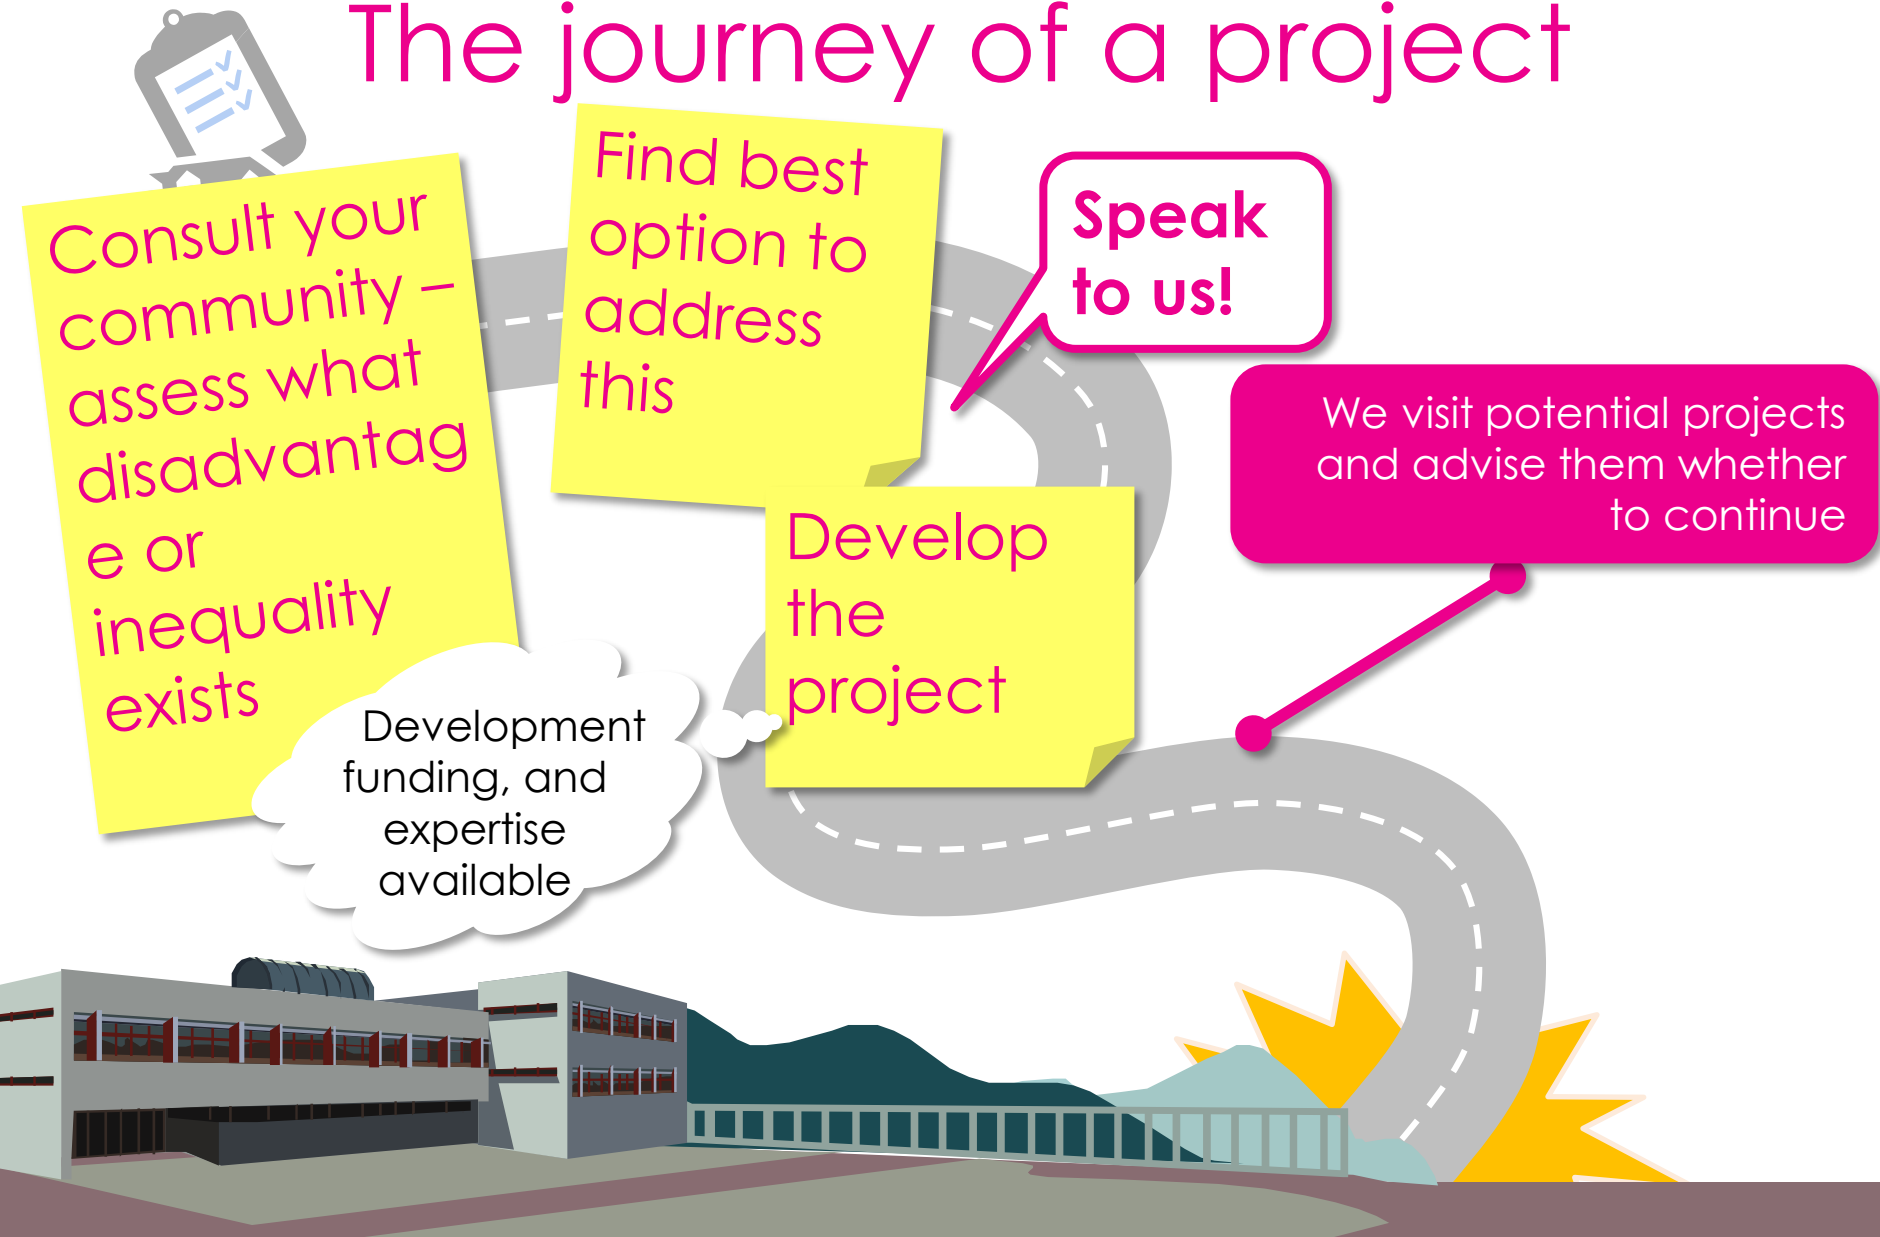 The journey of a project
Consult your
community –
assess what
disadvantag
e or
inequality
exists
Find best
option to
address
this
Speak
to us!
We visit potential projects
and advise them whether
to continue
Develop
the
project
Development
funding, and
expertise
available